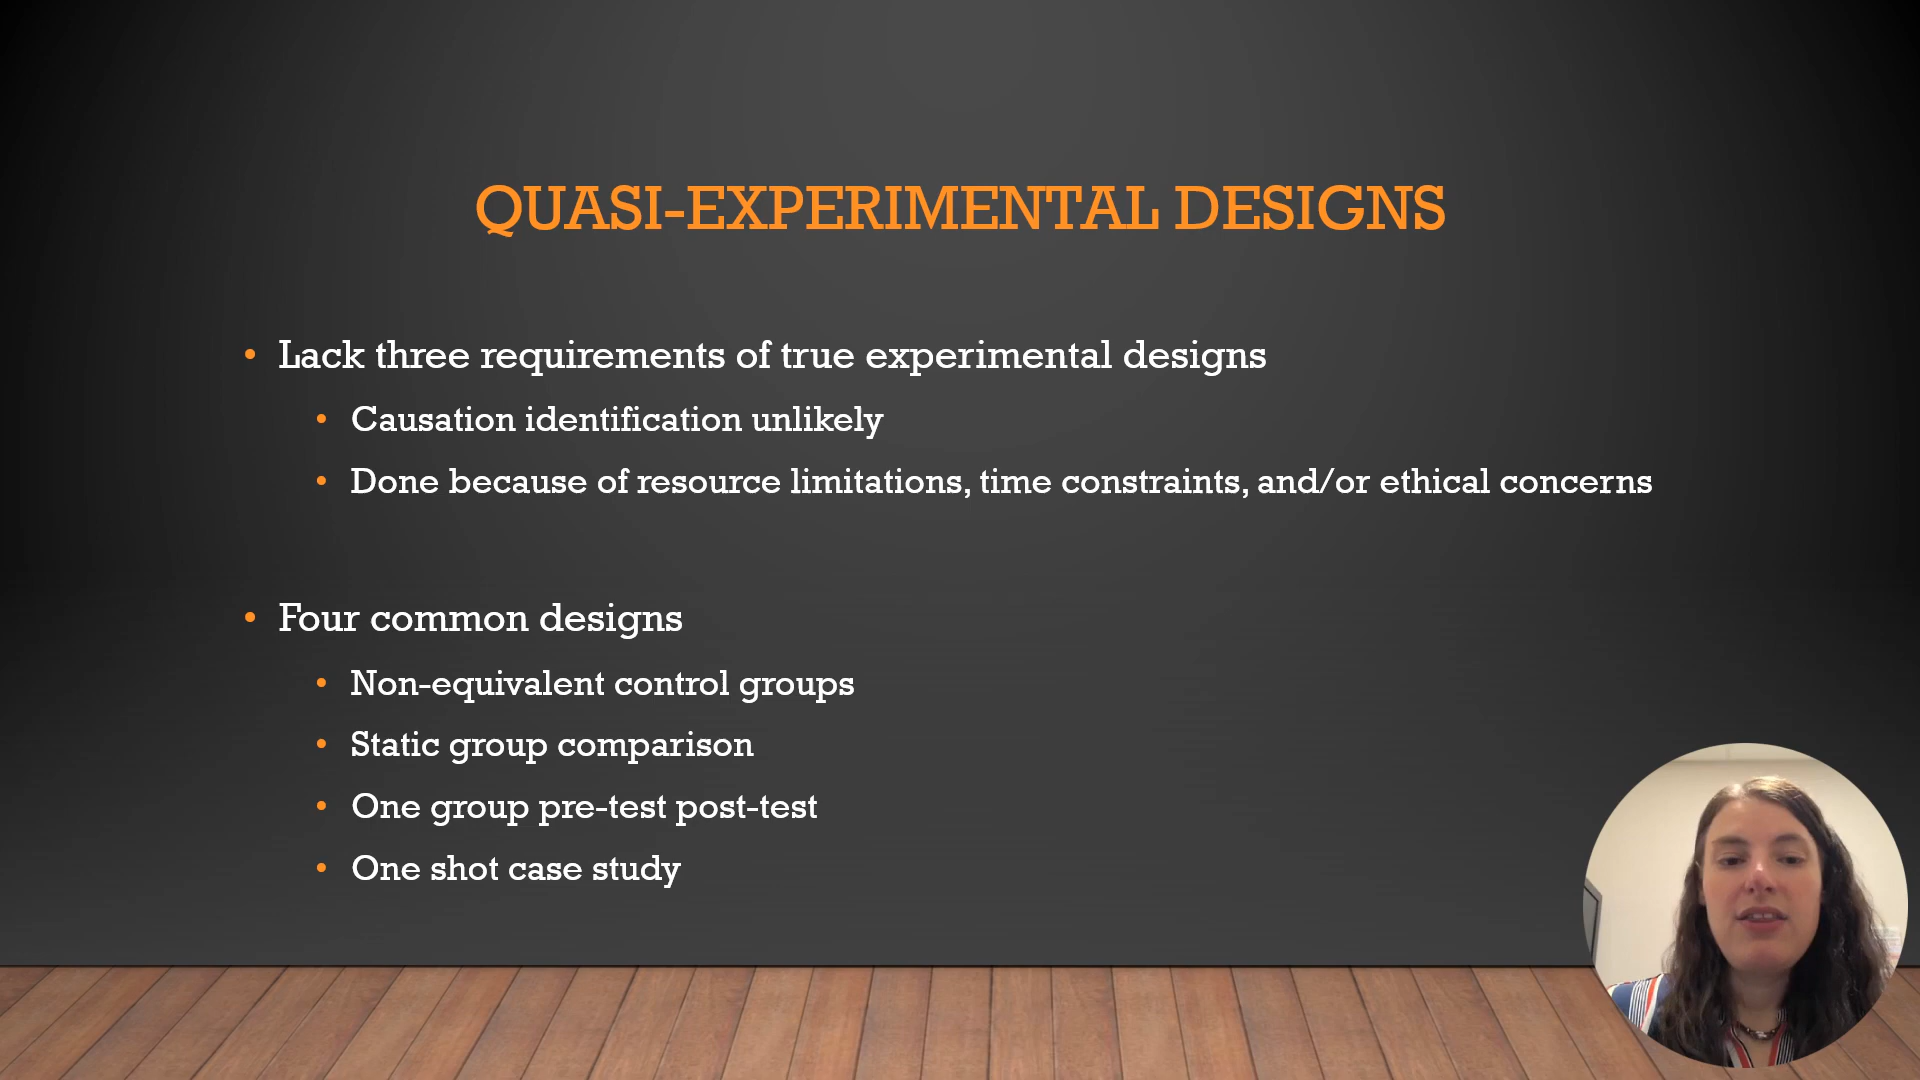 QUASI-EXPERIMENTAL DESIGNS
• Lack three requirements of true experimental designs
• Causation identification unlikely
• Done because of resource limitations, time constraints, and/or ethical concerns
• Four common designs
• Non-equivalent control groups
• Static group comparison
• One group pre-test post-test
• One shot case study